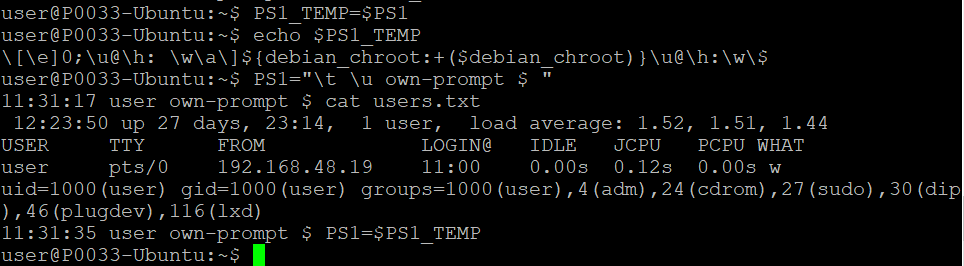 user@P0033-Ubuntu:~$ PS1_TEMP=$PS1
user@P0033-Ubuntu:~$ echo $PS1_TEMP
\[\e]0;\u@\h: \w\a\]${debian_chroot:+($debian_chroot)}\u@\h:\w\$
user@P0033-Ubuntu:~$ PS1="\t \u own-prompt $ "
11:31:17 user own-prompt $ cat users.txt
 12:23:50 up 27 days, 23:14,  1 user,  load average: 1.52, 1.51, 1.44
USER     TTY      FROM             LOGIN@   IDLE   JCPU   PCPU WHAT
user     pts/0    192.168.48.19    11:00    0.00s  0.12s  0.00s w
uid=1000(user) gid=1000(user) groups=1000(user),4(adm),24(cdrom),27(sudo),30(dip
),46(plugdev),116(lxd)
11:31:35 user own-prompt $ PS1=$PS1_TEMP
user@P0033-Ubuntu:~$